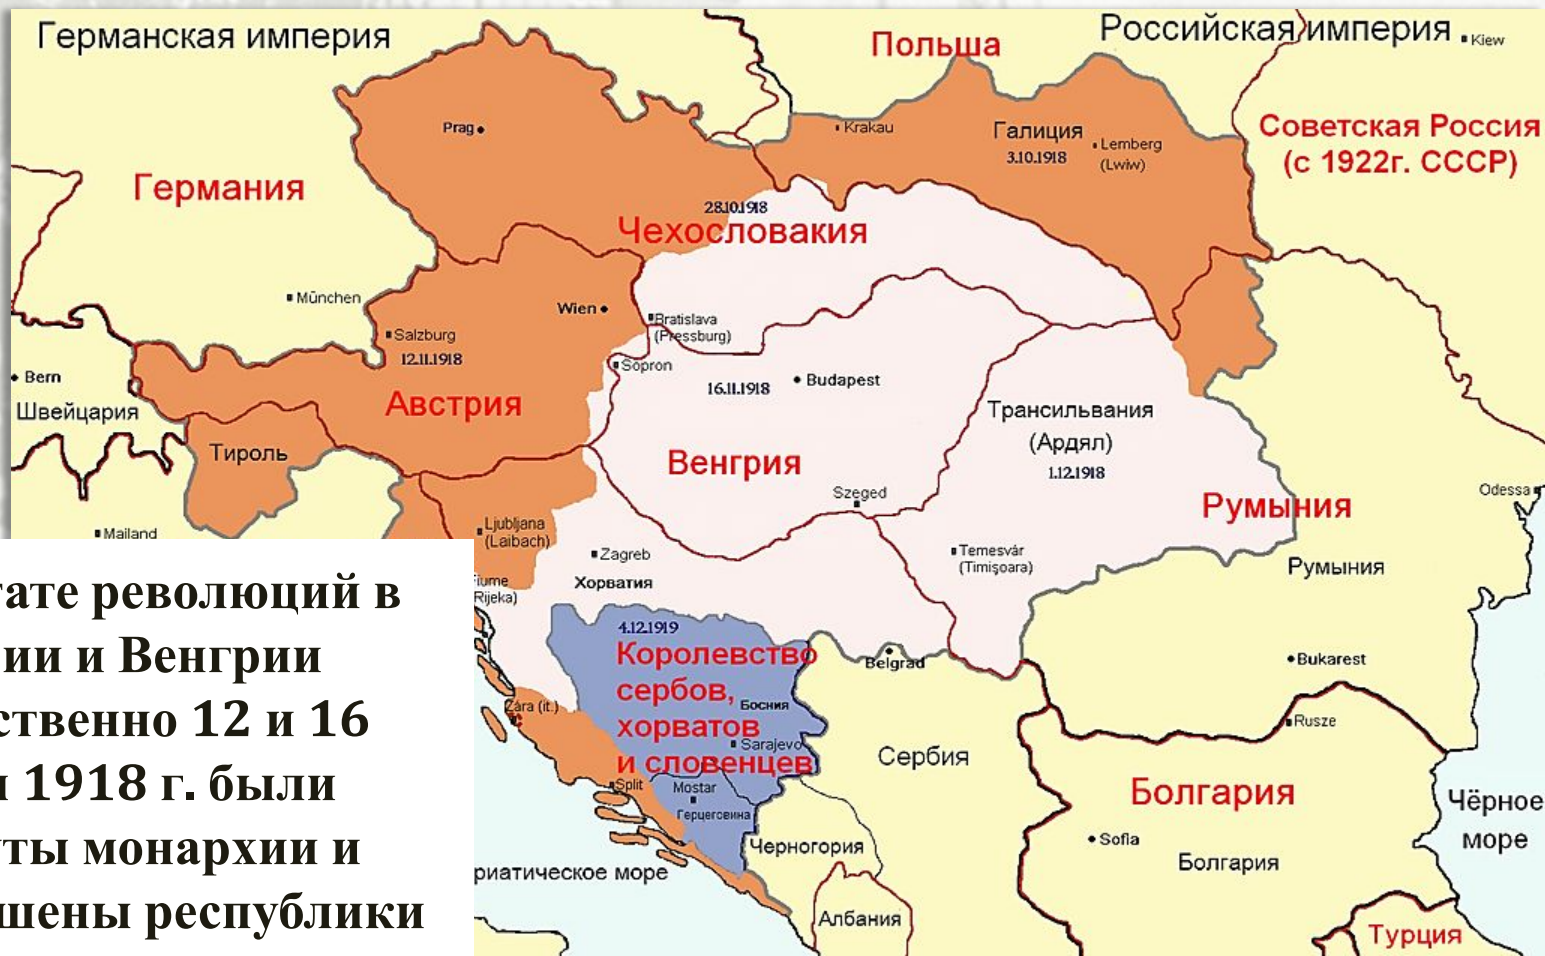 Германская империя
Польша
Российская империя
Kiew
Prag
Krakau
Галиция
3.10.1918
Lemberg
(Lwiw)
Советская Россия
(с 1922г. СССР)
Германия
28.10.1918
Чехословакия
München
Wien
Salzburg
12.11.1918
Bratislava
(Pressburg)
Sopron
Bern
Швейцария
Австрия
16.11.1918
Budapest
Трансильвания
(Ардял)
1.12.1918
Тироль
Венгрия
Szeged
Румыния
Odessa
Mailand
Ljubljana
(Laibach)
Zagreb
Хорватия
Temesvár
(Timişoara)
Румыния
iume
Rijeka)
4.12.1919
Королевство
сербов,
хорватов
и словенцев
Босния
Sarajevo
Belgrad
Bukarest
Zára (it.)
Rusze
Сербия
Split
Mostar
Герцеговина
Болгария
Чёрное
море
Sofia
Болгария
Черногория
риатическое море
Албания
Турция
тате революций в
ии и Венгрии
ственно 12 и 16
я 1918 г. были
уты монархии и
шены республики